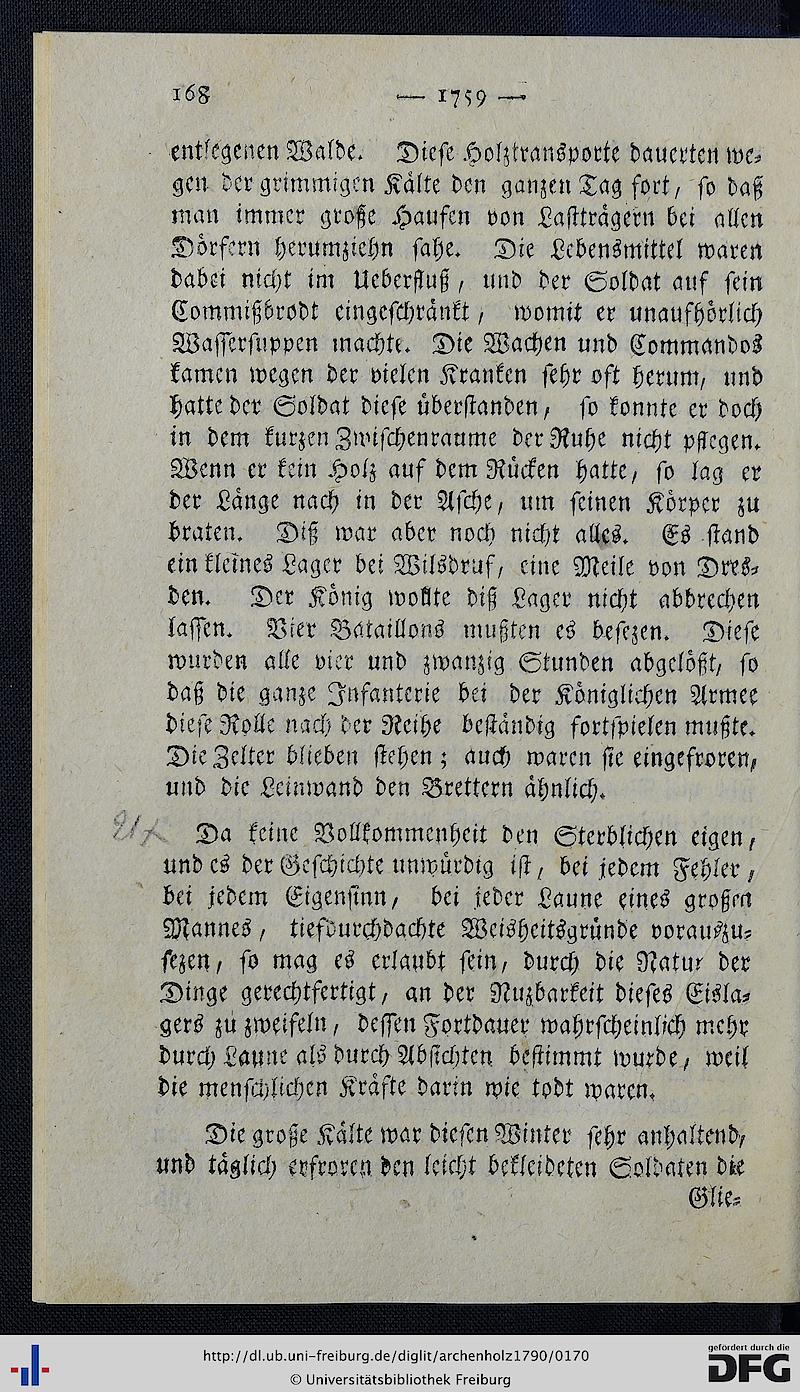 168 — 1759 —
entlegenen Walde. Diese Holztransporte dauerten we-
gen der grimmigen Kälte den ganzen Tag fort, so daß
man immer große Haufen von Lastträgern bei allen
Dörfern herumziehn sahe. Die Lebensmittel waren
dabei nicht im Ueberfluß, und der Soldat auf sein
Commißbrodt eingeschränkt, womit er unaufhörlich
Wassersuppen machte. Die Wachen und Commandos
kamen wegen der vielen Kranken sehr oft herum, und
hatte der Soldat diese überstanden, so konnte er doch
in dem kurzen Zwischenraume der Ruhe nicht pflegen.
Wenn er kein Holz auf dem Rücken hatte, so lag er
der Länge nach in der Asche, um seinen Körper zu
braten. Diß war aber noch nicht alles. Es stand
ein kleines Lager bei Wilsdruf, eine Meile von Dres-
den. Der König wollte diß Lager nicht abbrechen
lassen. Vier Bataillons mußten es besezen. Diese
wurden alle vier und zwanzig Stunden abgelößt, so
daß die ganze Infanterie bei der Königlichen Armee
diese Rolle nach der Reihe beständig fortspielen mußte.
Die Zelter blieben stehen; auch waren sie eingefroren,
und die Leinwand den Brettern ähnlich.
Da keine Vollkommenheit den Sterblichen eigen,
und es der Geschichte unwürdig ist, bei jedem Fehler,
bei jedem Eigensinn, bei jeder Laune eines großen
Mannes, tiefdurchdachte Weisheitsgründe vorauszu-
sezen, so mag es erlaubt sein, durch die Natur der
Dinge gerechtfertigt, an der Nuzbarkeit dieses Eisla-
gers zu zweifeln, dessen Fortdauer wahrscheinlich mehr
durch Laune als durch Absichten bestimmt wurde, weil
die menschlichen Kräfte darin wie todt waren.
Die große Kälte war diesen Winter sehr anhaltend,
und täglich erfroren den leicht bekleideten Soldaten die
Glie-
http://dl.ub.uni-freiburg.de/diglit/archenholz1790/0170
© Universitätsbibliothek Freiburg
gefördert durch die
DFG